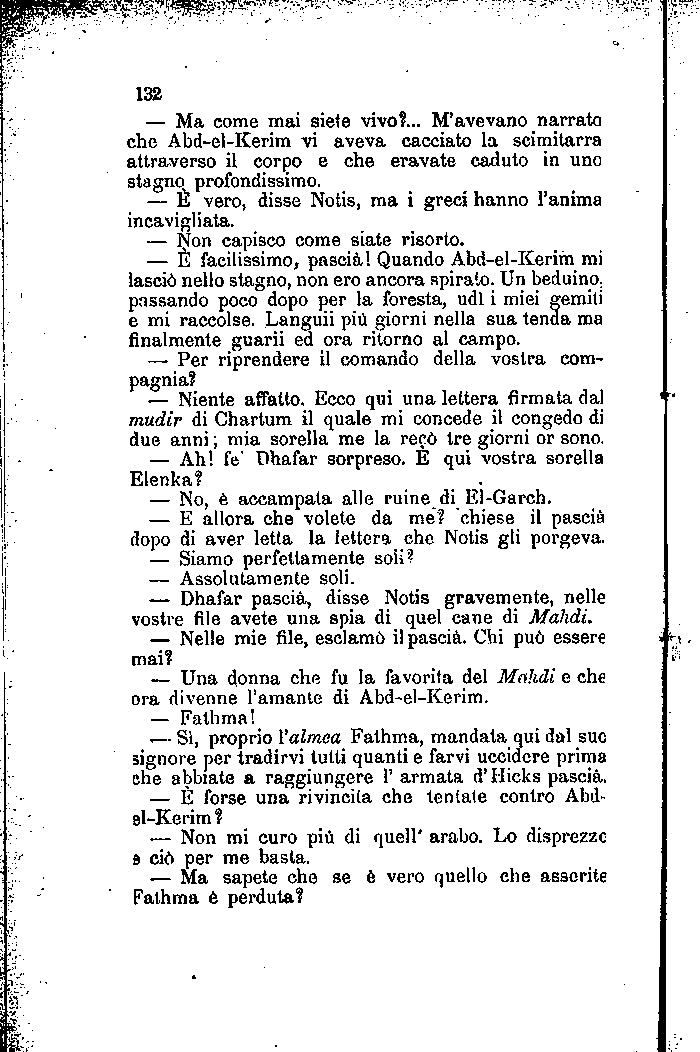 132
— Ma come mai siete vivo?... M'avevano narrato
che Abd-el-Kerim vi aveva cacciato la scimitarra
attraverso il corpo e che eravate caduto in uno
stagno profondissimo.
— È vero, disse Notis, ma i greci hanno l'anima
incavigliata.
— Non capisco come siate risorto.
— È facilissimo, pascià! Quando Abd-el-Kerim mi
lasciò nello stagno, non ero ancora spirato. Un beduino,
passando poco dopo per la foresta, udì i miei gemiti
e mi raccolse. Languii più giorni nella sua tenda ma
finalmente guarii ed ora ritorno al campo.
— Per riprendere il comando della vostra com-
pagnia?
— Niente affatto. Ecco qui una lettera firmata dal
mudir di Chartum il quale mi concede il congedo di
due anni; mia sorella me la recò tre giorni or sono.
— Ah! fe' Dhafar sorpreso. È qui vostra sorella
Elenka?
— No, è accampata alle ruine di El-Garch.
— E allora che volete da me? chiese il pascià
dopo di aver letta la lettera che Notis gli porgeva.
— Siamo perfettamente soli?
— Assolutamente soli.
— Dhafar pascià, disse Notis gravemente, nelle
vostre file avete una spia di quel cane di Mahdi.
— Nelle mie file, esclamò il pascià. Chi può essere
mai?
— Una donna che fu la favorita del Mahdi e che
ora divenne l'amante di Abd-el-Kerim.
— Fathma!
— Sì, proprio l'almea Fathma, mandata qui dal suo
signore per tradirvi tutti quanti e farvi uccidere prima
che abbiate a raggiungere l' armata d'Hicks pascià.
— È forse una rivincita che tentate contro Abd-
el-Kerim?
— Non mi curo più di quell' arabo. Lo disprezzo
e ciò per me basta.
— Ma sapete che se è vero quello che asserite
Fathma è perduta?